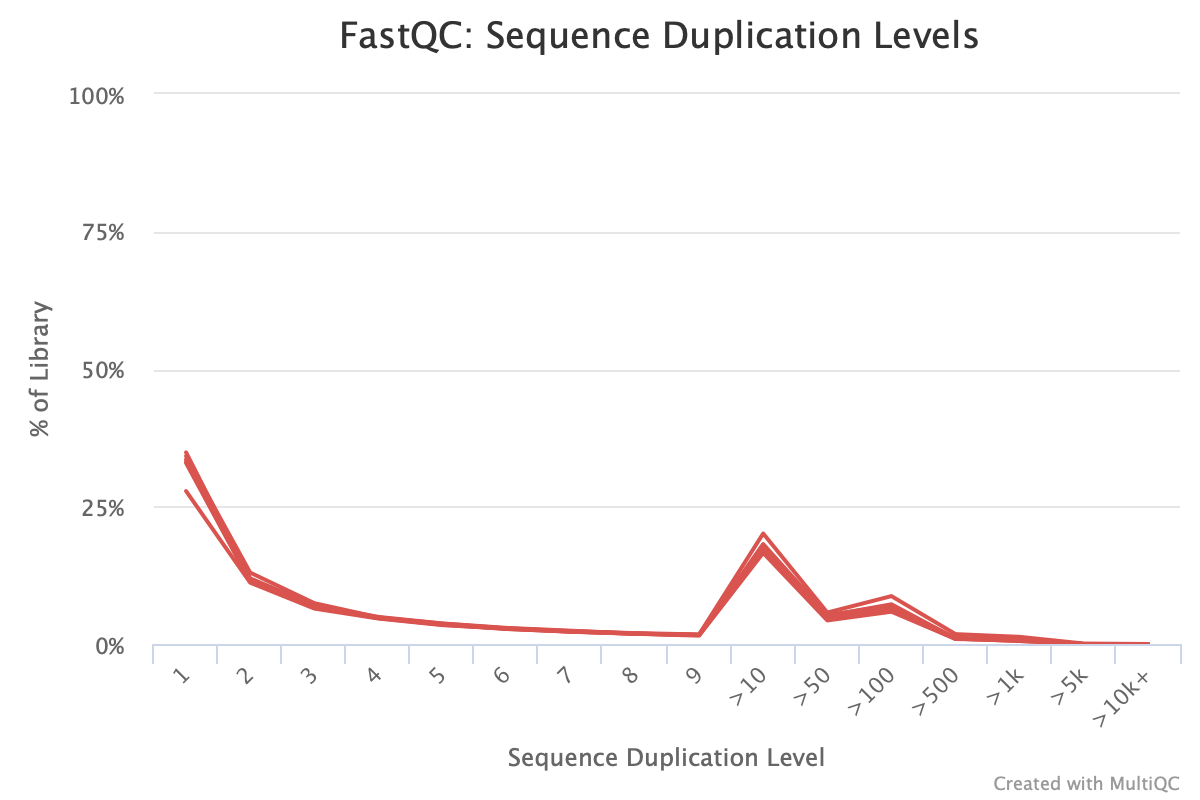 FastQC: Sequence Duplication Levels
100%
75%
50%
25%
0%
% of Library
1 2 3 4 5 6 7 8 9 >10 >50 >100 >500 >1k >5k >10k+
Sequence Duplication Level
Created with MultiQC